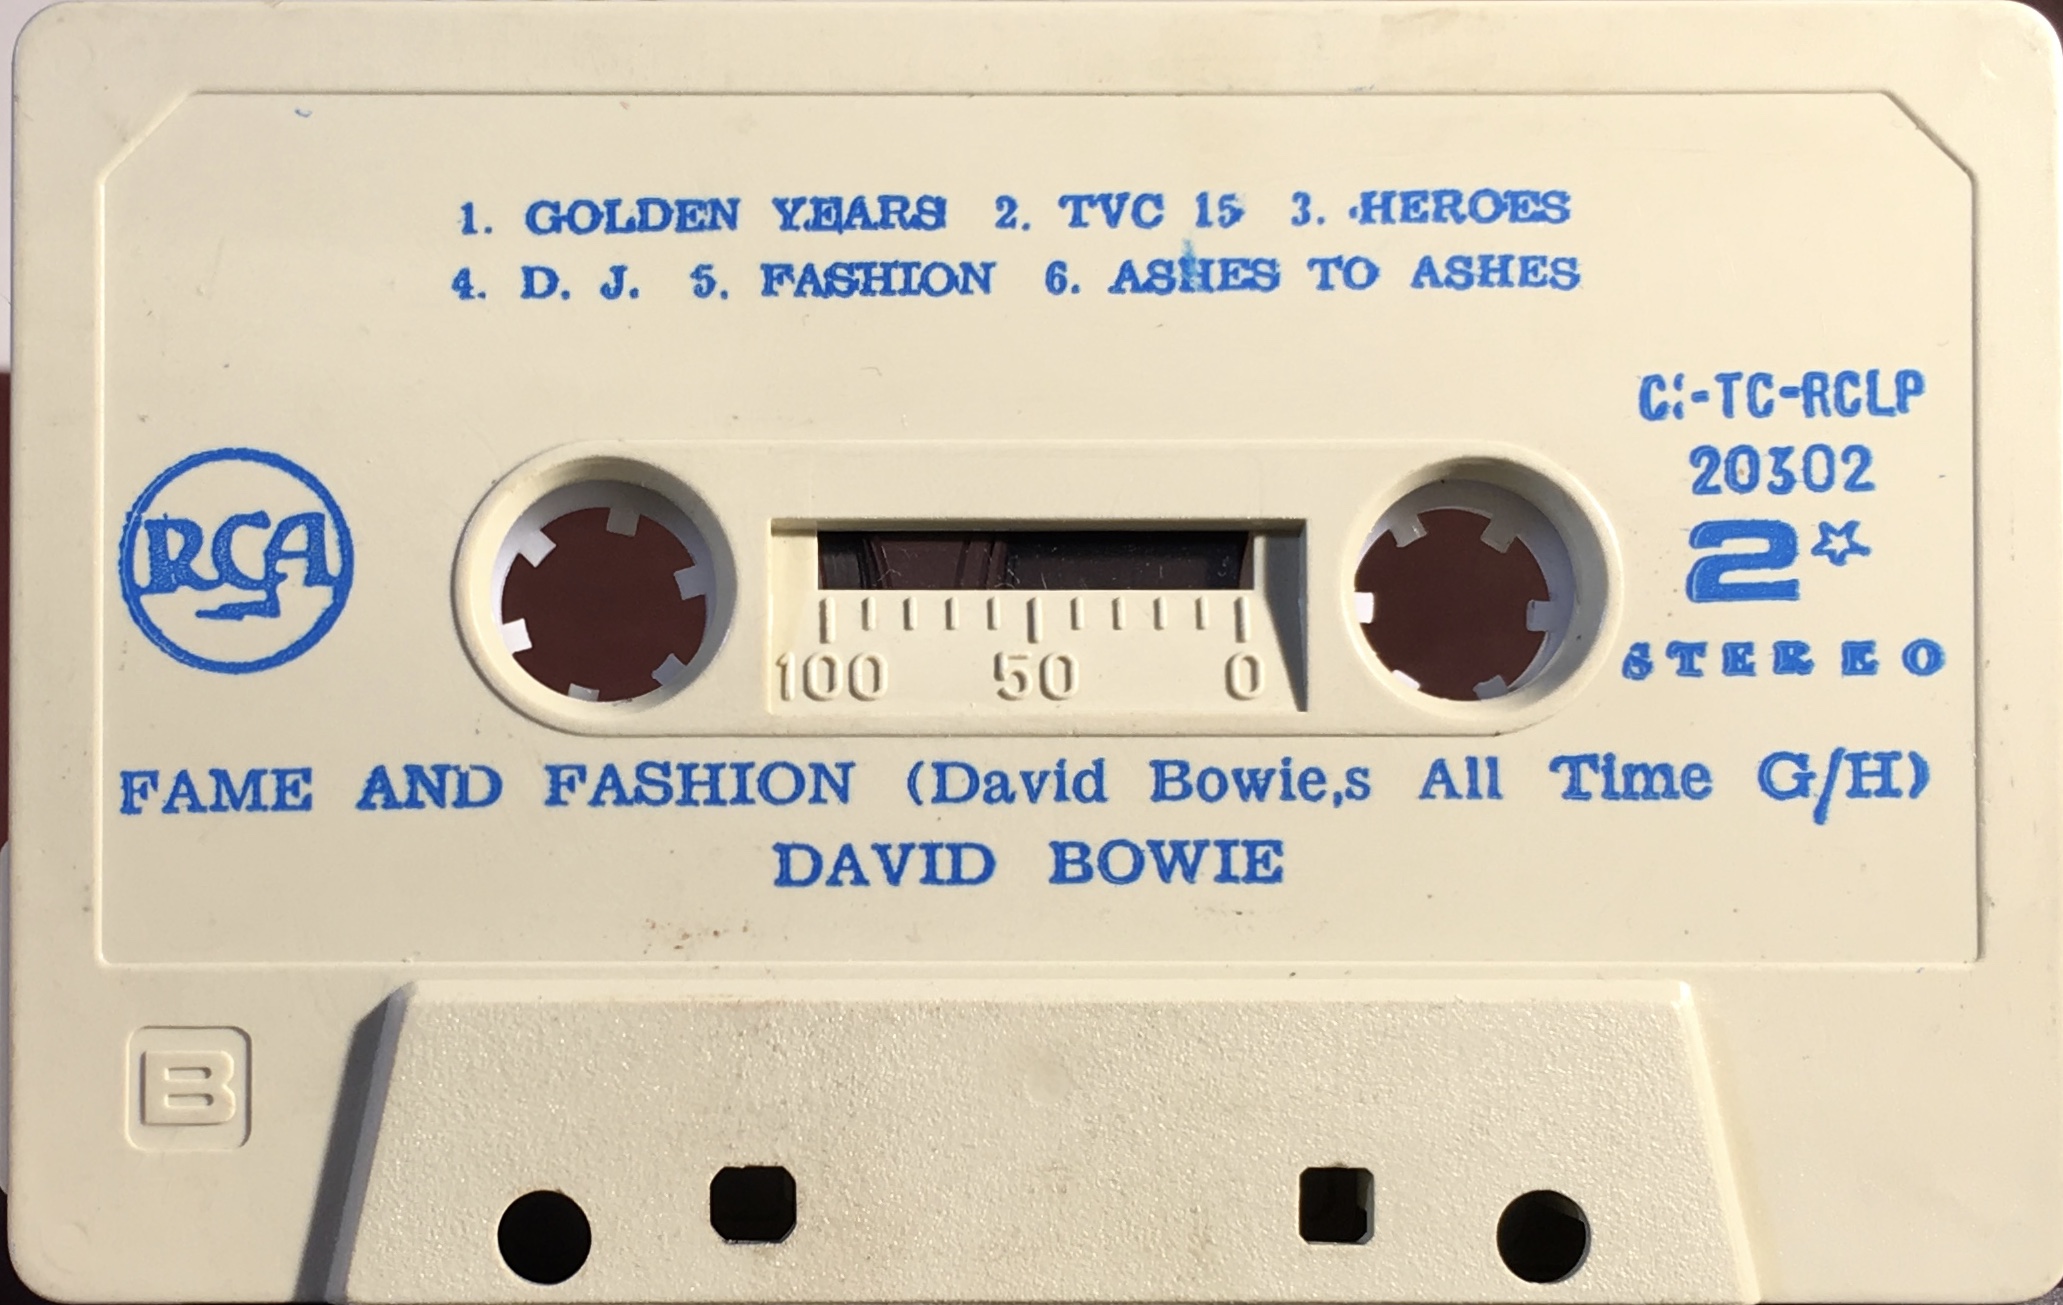 1. GOLDEN YEARS 2. TVC 15 3. HEROES
4. D. J. 5. FASHION 6. ASHES TO ASHES
C:-TC-RCLP
20302
2☆
STEREO
RCA
100 50 0
FAME AND FASHION (David Bowie,s All Time G/H)
DAVID BOWIE
B